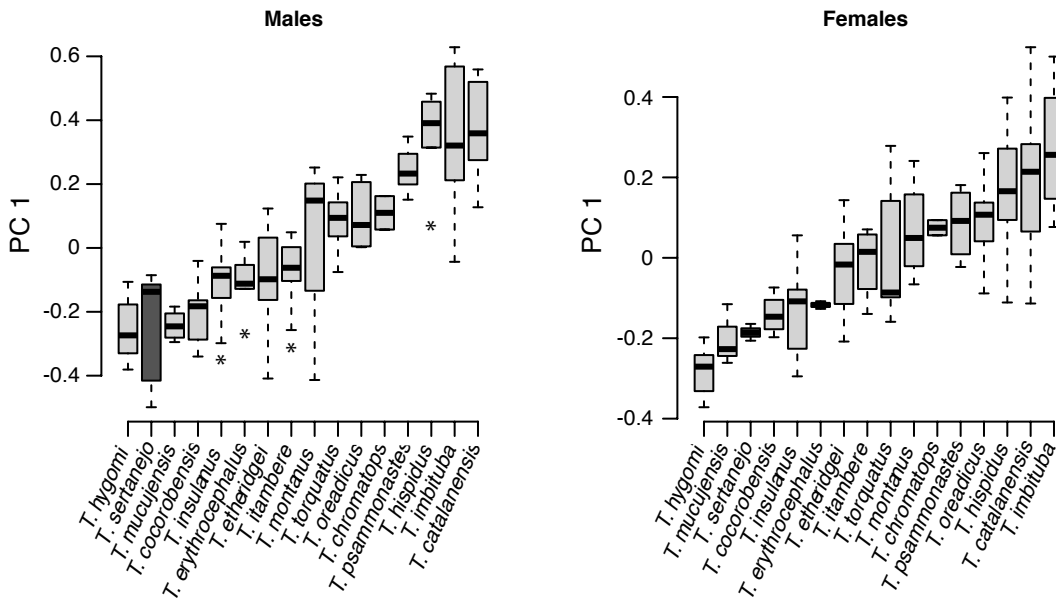 Males
PC 1
0.6
0.4
0.2
0
-0.2
-0.4
*
*
*
*
T. hygomi
T. sertanejo
T. mucujensis
T. cocorobensis
T. insulanus
T. erythrocephalus
T. etheridgei
T. itambere
T. montanus
T. torquatus
T. oreadicus
T. chromatops
T. psammonastes
T. hispidus
T. imbituba
T. catalanensis
Females
PC 1
0.4
0.2
0
-0.2
-0.4
T. hygomi
T. mucujensis
T. sertanejo
T. cocorobensis
T. insulanus
T. erythrocephalus
T. etheridgei
T. itambere
T. torquatus
T. montanus
T. chromatops
T. psammonastes
T. oreadicus
T. hispidus
T. catalanensis
T. imbituba